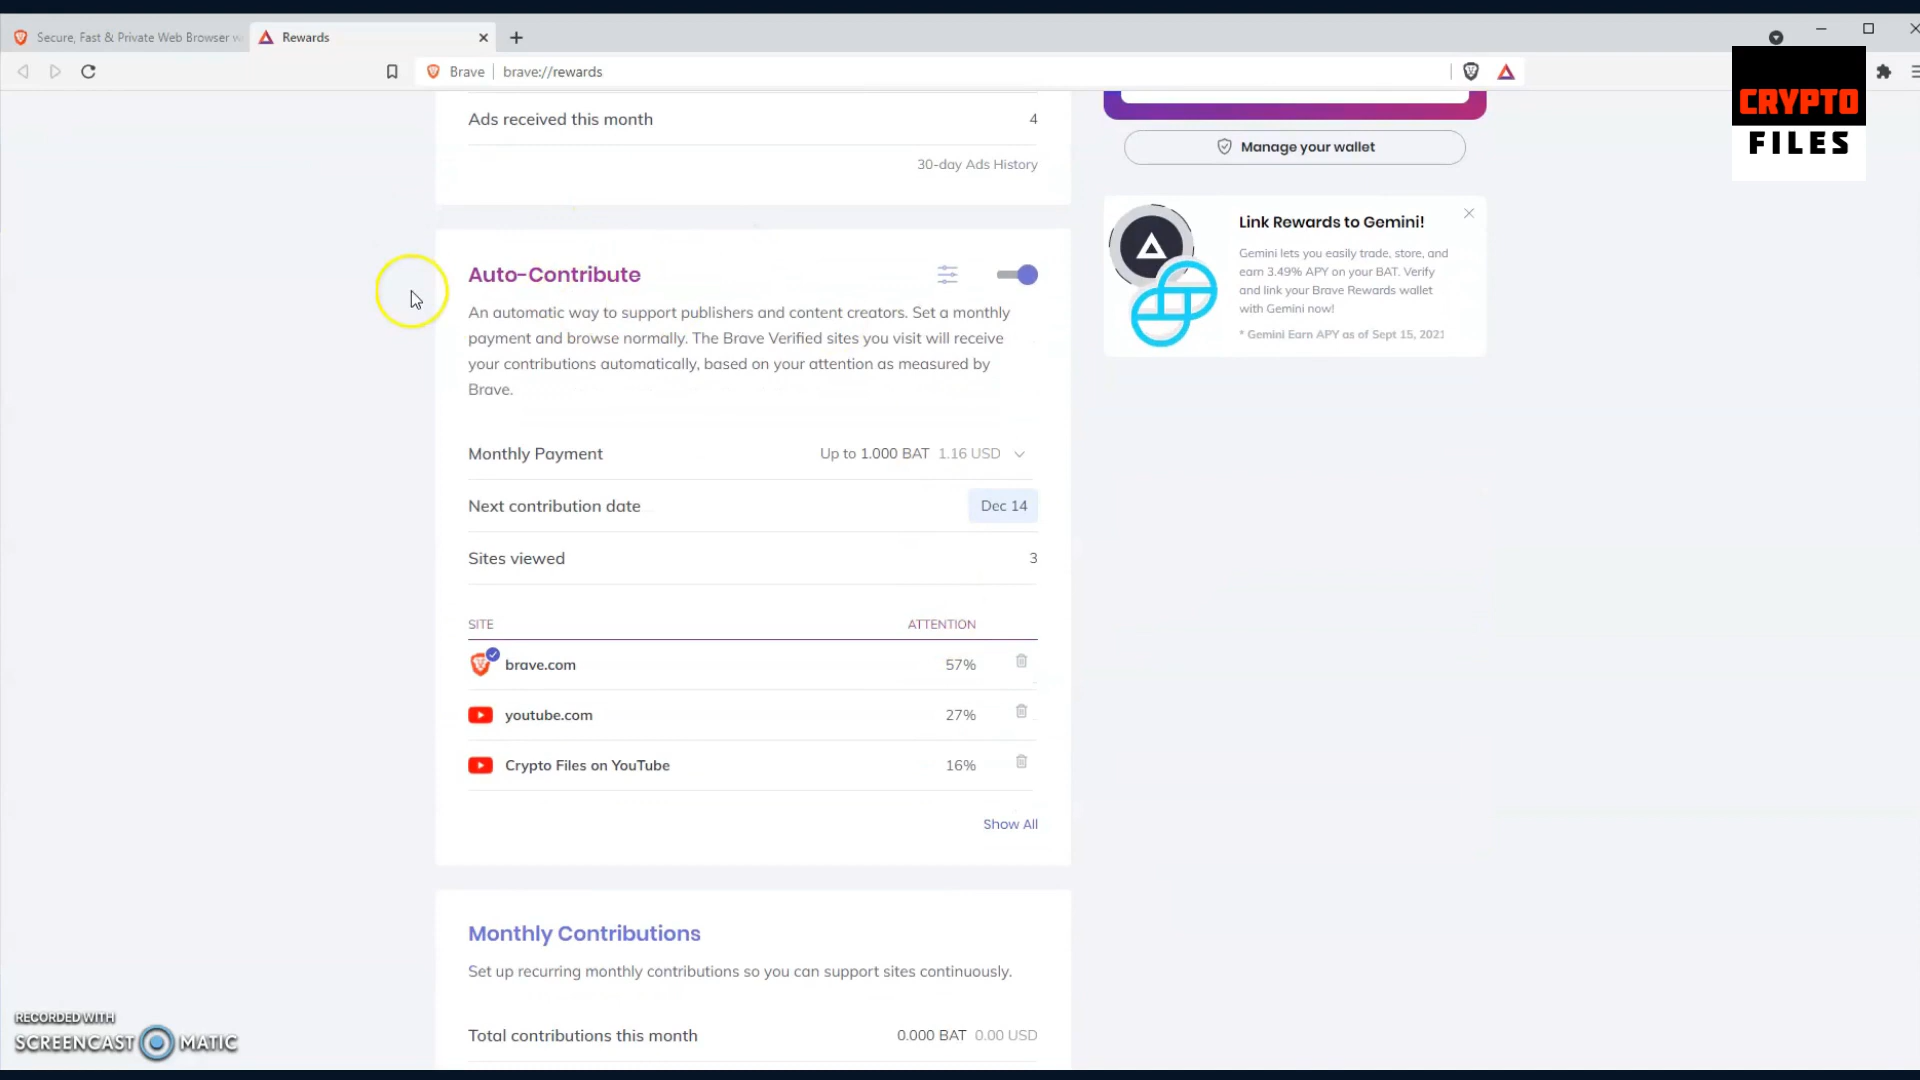 Secure, Fast & Private Web Browser w
Rewards
Brave
brave://rewards
CRYPTO
FILES
Ads received this month 4
30-day Ads History
Manage your wallet
Link Rewards to Gemini!
Gemini lets you easily trade, store, and
earn 3.49% APY on your BAT. Verify
and link your Brave Rewards wallet
with Gemini now!
* Gemini Earn APY as of Sept 15, 2021
Auto-Contribute
An automatic way to support publishers and content creators. Set a monthly
payment and browse normally. The Brave Verified sites you visit will receive
your contributions automatically, based on your attention as measured by
Brave.
Monthly Payment Up to 1.000 BAT 1.16 USD
Next contribution date Dec 14
Sites viewed 3
SITE ATTENTION
brave.com 57%
youtube.com 27%
Crypto Files on YouTube 16%
Show All
Monthly Contributions
Set up recurring monthly contributions so you can support sites continuously.
Total contributions this month 0.000 BAT 0.00 USD
RECORDED WITH
SCREENCAST MATIC